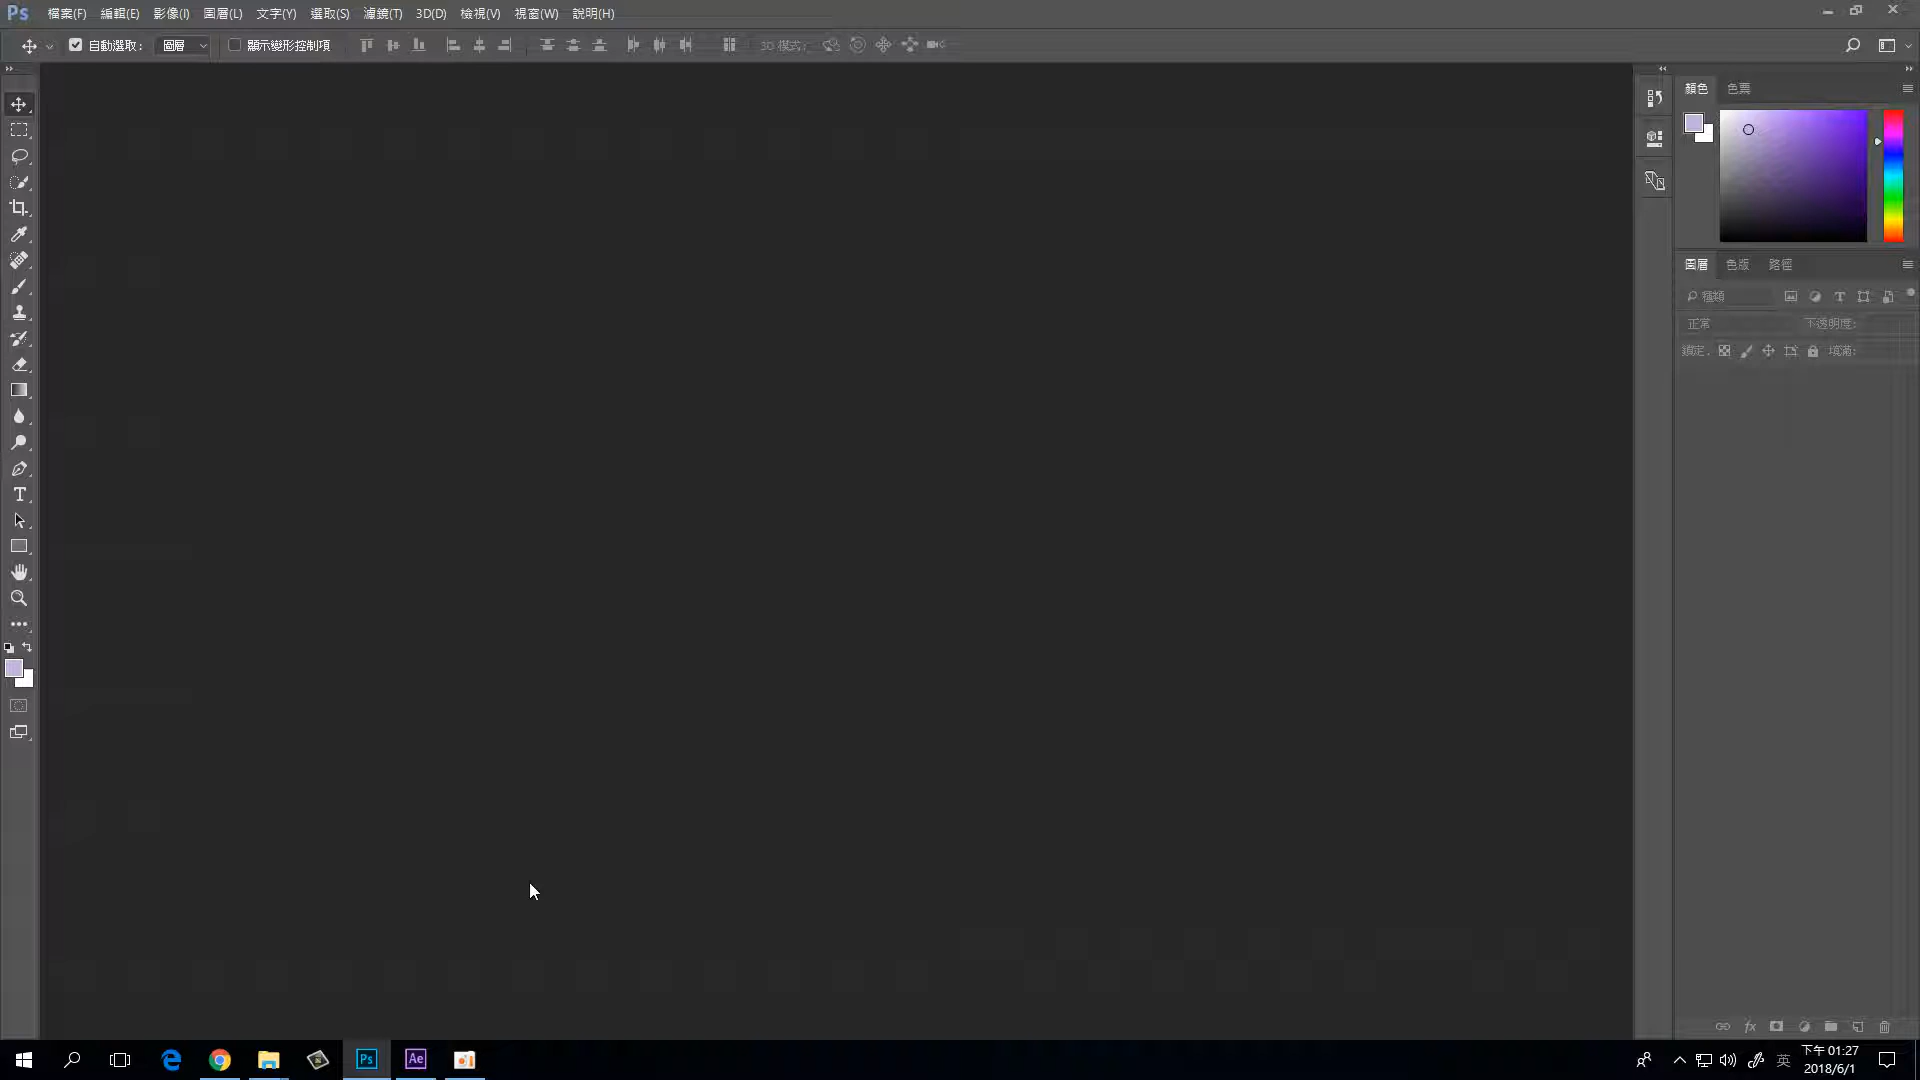 Ps 檔案(F) 編輯(E) 影像(I) 圖層(L) 文字(Y) 選取(S) 濾鏡(T) 3D(D) 檢視(V) 視窗(W) 說明(H)
自動選取： 圖層 顯示變形控制項 3D 模式：
顏色 色票
圖層 色版 路徑
種類
正常 不透明度：
鎖定： 填滿：
Ps Ae 英 下午 01:27
2018/6/1